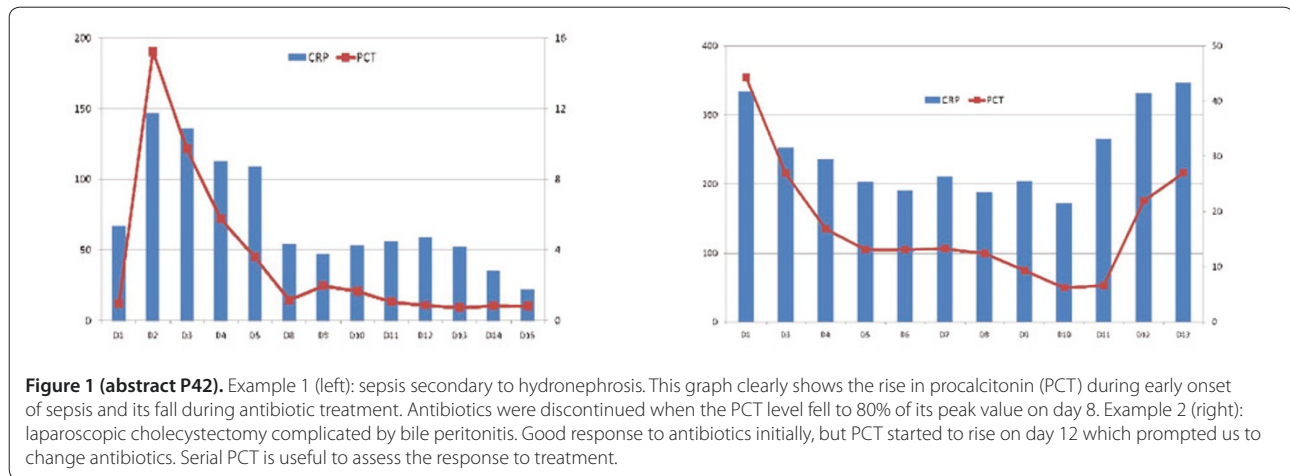 200 16
CRP PCT
150 12
100 8
50 4
0 0
D1 D2 D3 D4 D5 D8 D9 D10 D11 D12 D13 D14 D15
400 50
CRP PCT
40
300
30
200
20
100
10
0 0
D1 D3 D4 D5 D6 D7 D8 D9 D10 D11 D12 D13
Figure 1 (abstract P42). Example 1 (left): sepsis secondary to hydronephrosis. This graph clearly shows the rise in procalcitonin (PCT) during early onset
of sepsis and its fall during antibiotic treatment. Antibiotics were discontinued when the PCT level fell to 80% of its peak value on day 8. Example 2 (right):
laparoscopic cholecystectomy complicated by bile peritonitis. Good response to antibiotics initially, but PCT started to rise on day 12 which prompted us to
change antibiotics. Serial PCT is useful to assess the response to treatment.